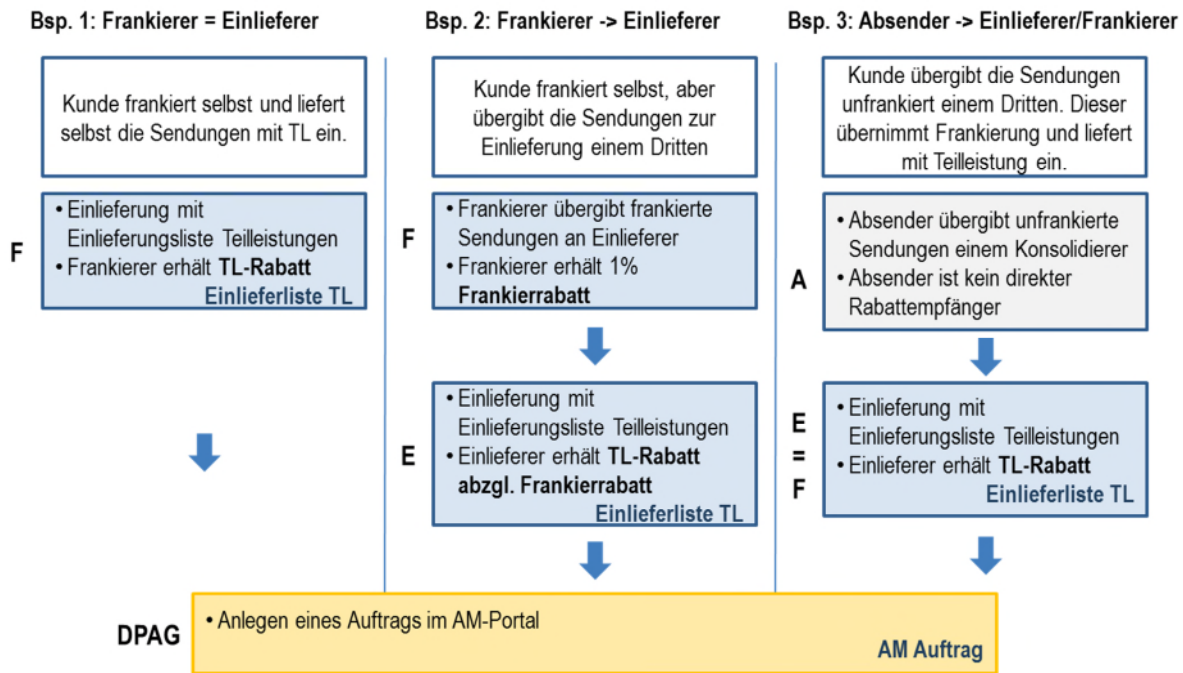 Bsp. 1: Frankierer = Einlieferer
Kunde frankiert selbst und liefert
selbst die Sendungen mit TL ein.
F
• Einlieferung mit
Einlieferungsliste Teilleistungen
• Frankierer erhält TL-Rabatt
Einlieferliste TL
Bsp. 2: Frankierer -> Einlieferer
Kunde frankiert selbst, aber
übergibt die Sendungen zur
Einlieferung einem Dritten
F
• Frankierer übergibt frankierte
Sendungen an Einlieferer
• Frankierer erhält 1%
Frankierrabatt
E
• Einlieferung mit
Einlieferungsliste Teilleistungen
• Einlieferer erhält TL-Rabatt
abzgl. Frankierrabatt
Einlieferliste TL
Bsp. 3: Absender -> Einlieferer/Frankierer
Kunde übergibt die Sendungen
unfrankiert einem Dritten. Dieser
übernimmt Frankierung und liefert
mit Teilleistung ein.
A
• Absender übergibt unfrankierte
Sendungen einem Konsolidierer
• Absender ist kein direkter
Rabattempfänger
E
=
F
• Einlieferung mit
Einlieferungsliste Teilleistungen
• Einlieferer erhält TL-Rabatt
Einlieferliste TL
DPAG
• Anlegen eines Auftrags im AM-Portal
AM Auftrag